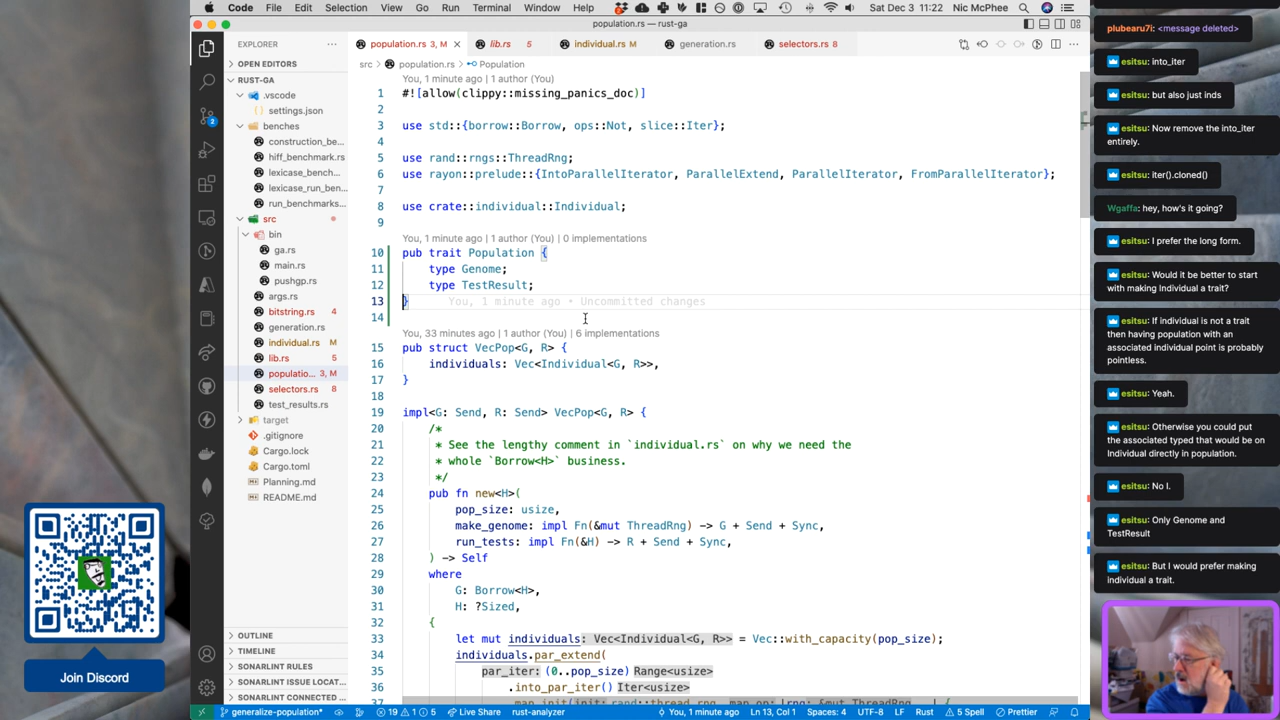 Code File Edit Selection View Go Run Terminal Window Help Sat Dec 3 11:22 Nic McPhee
population.rs — rust-ga
EXPLORER
OPEN EDITORS
RUST-GA
.vscode
settings.json
benches
construction_be...
hiff_benchmark.rs
lexicase_bench...
lexicase_run_ben...
run_benchmarks...
src
bin
ga.rs
main.rs
pushgp.rs
args.rs
bitstring.rs 4
generation.rs
individual.rs M
lib.rs 5
populatio... 3, M
selectors.rs 8
test_results.rs
target
.gitignore
Cargo.lock
Cargo.toml
Planning.md
README.md
OUTLINE
TIMELINE
SONARLINT RULES
SONARLINT ISSUE LOCAT...
SONARLINT CONNECTED ...
population.rs 3, M lib.rs 5 individual.rs M generation.rs selectors.rs 8
src > population.rs > Population
You, 1 minute ago | 1 author (You)
1 #![allow(clippy::missing_panics_doc)]
2
3 use std::{borrow::Borrow, ops::Not, slice::Iter};
4
5 use rand::rngs::ThreadRng;
6 use rayon::prelude::{IntoParallelIterator, ParallelExtend, ParallelIterator, FromParallelIterator};
7
8 use crate::individual::Individual;
9
You, 1 minute ago | 1 author (You) | 0 implementations
10 pub trait Population {
11 type Genome;
12 type TestResult;
13 } You, 1 minute ago • Uncommitted changes
14
You, 33 minutes ago | 1 author (You) | 6 implementations
15 pub struct VecPop<G, R> {
16 individuals: Vec<Individual<G, R>>,
17 }
18
19 impl<G: Send, R: Send> VecPop<G, R> {
20 /*
21 * See the lengthy comment in `individual.rs` on why we need the
22 * whole `Borrow<H>` business.
23 */
24 pub fn new<H>(
25 pop_size: usize,
26 make_genome: impl Fn(&mut ThreadRng) -> G + Send + Sync,
27 run_tests: impl Fn(&H) -> R + Send + Sync,
28 ) -> Self
29 where
30 G: Borrow<H>,
31 H: ?Sized,
32 {
33 let mut individuals: Vec<Individual<G, R>> = Vec::with_capacity(pop_size);
34 individuals.par_extend(
35 par_iter: (0..pop_size) Range<usize>
36 .into_par_iter() Iter<usize>
generalize-population* 19 1 5 Live Share rust-analyzer You, 1 minute ago Ln 13, Col 1 Spaces: 4 UTF-8 LF Rust 5 Spell Prettier
plubearu7i: <message deleted>
esitsu: into_iter
esitsu: but also just inds
esitsu: Now remove the into_iter
entirely.
esitsu: iter().cloned()
Wgaffa: hey, how's it going?
esitsu: I prefer the long form.
esitsu: Would it be better to start
with making Individual a trait?
esitsu: If individual is not a trait
then having population with an
associated individual point is probably
pointless.
esitsu: Yeah.
esitsu: Otherwise you could put
the associated typed that would be on
Individual directly in population.
esitsu: No I.
esitsu: Only Genome and
TestResult
esitsu: But I would prefer making
individual a trait.
Join Discord